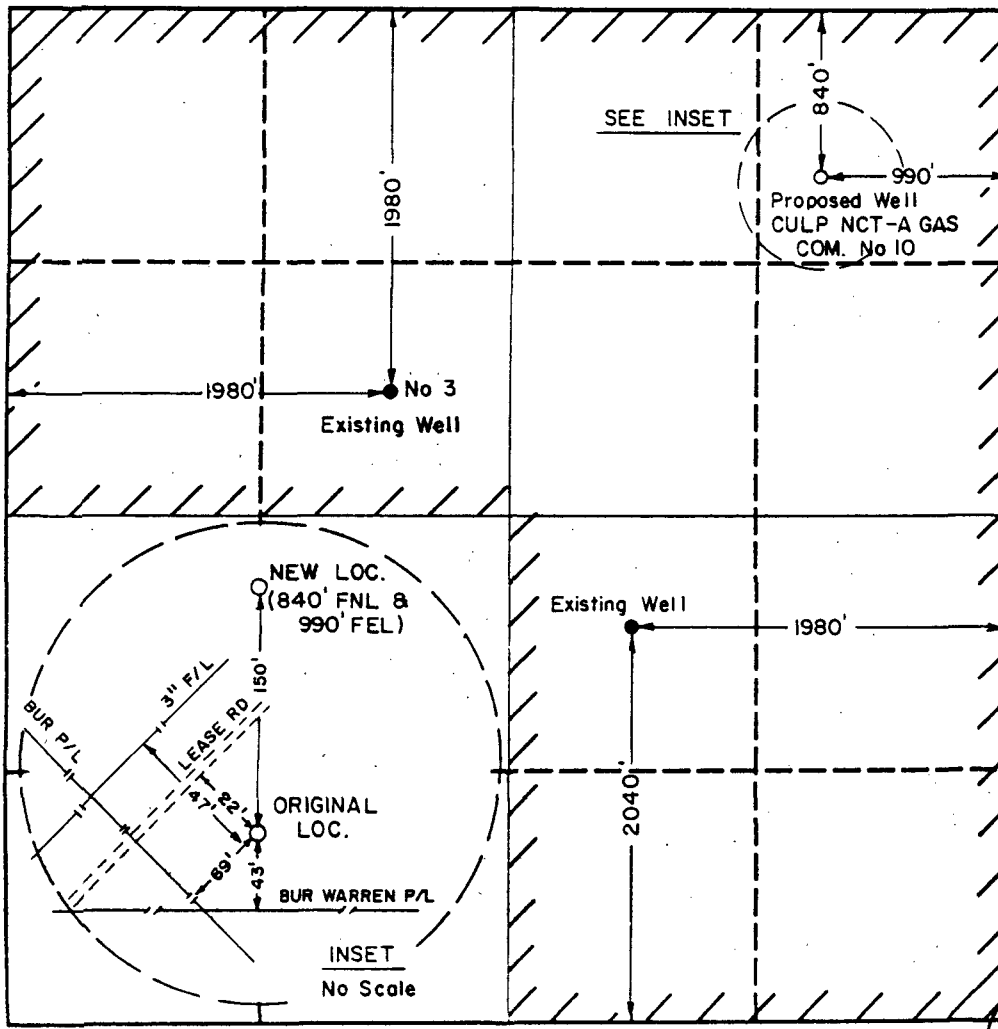 840'
SEE INSET
990'
Proposed Well
CULP NCT-A GAS
COM. No 10
1980'
1980'
No 3
Existing Well
NEW LOC.
(840' FNL &
990' FEL)
150'
3" F/L
BUR P/L
LEASE RD
22'
47'
ORIGINAL
LOC.
69'
43'
BUR WARREN P/L
INSET
No Scale
Existing Well
1980'
2040'